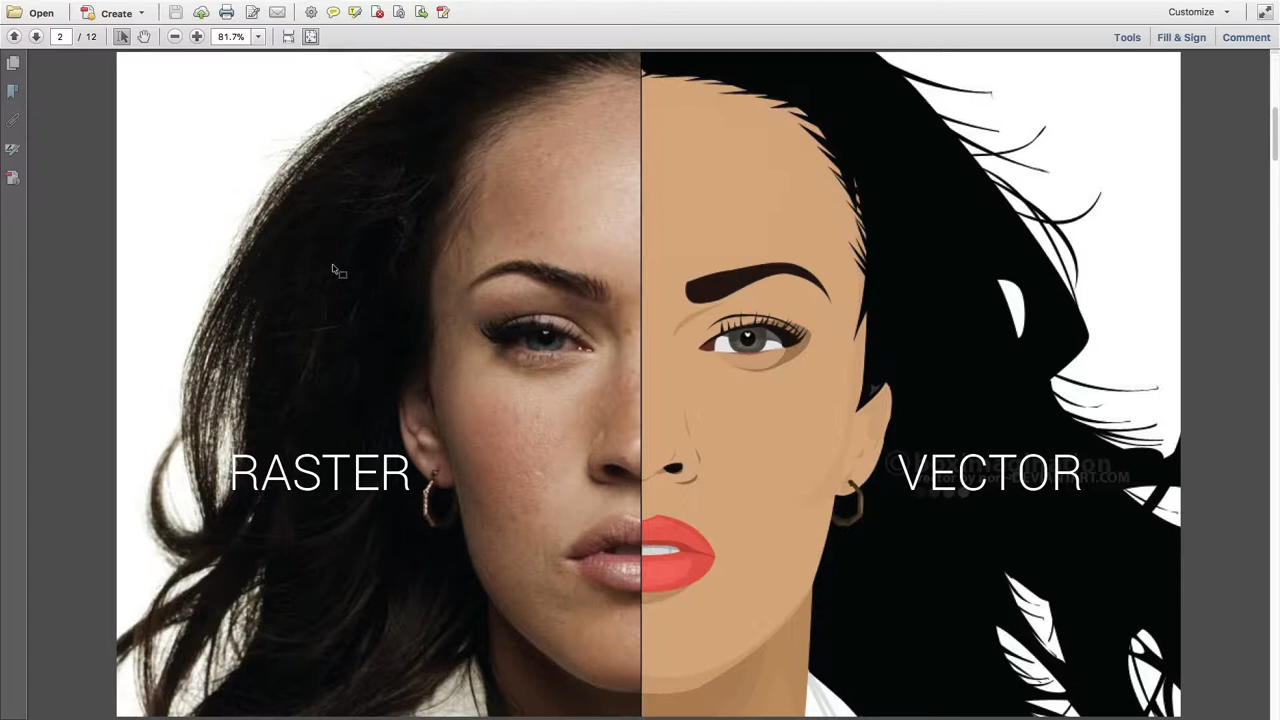 Open
Create
Customize
2 / 12
81.7%
Tools
Fill & Sign
Comment
RASTER
VECTOR